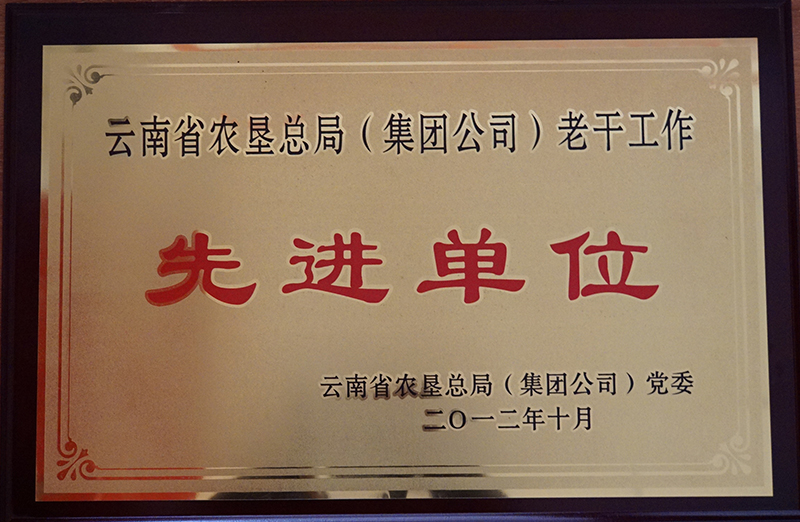 云南省农垦总局（集团公司）老干工作
先进单位
云南省农垦总局（集团公司）党委
二〇一二年十月